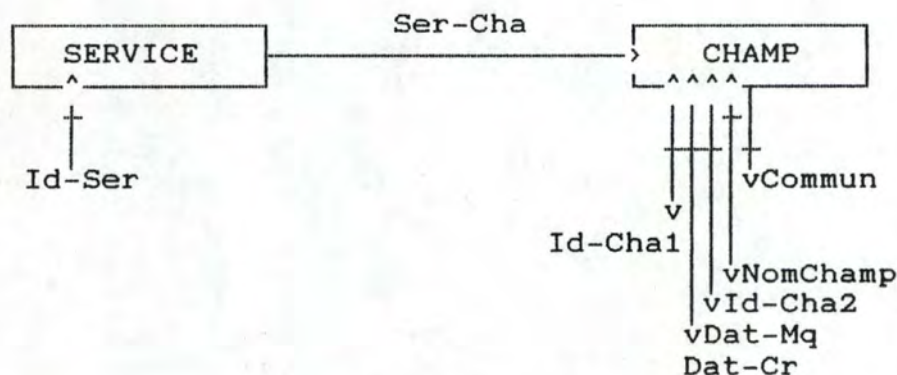 Ser-Cha
SERVICE
CHAMP
Id-Ser
vCommun
v
Id-Cha1
vNomChamp
vId-Cha2
vDat-Mq
Dat-Cr